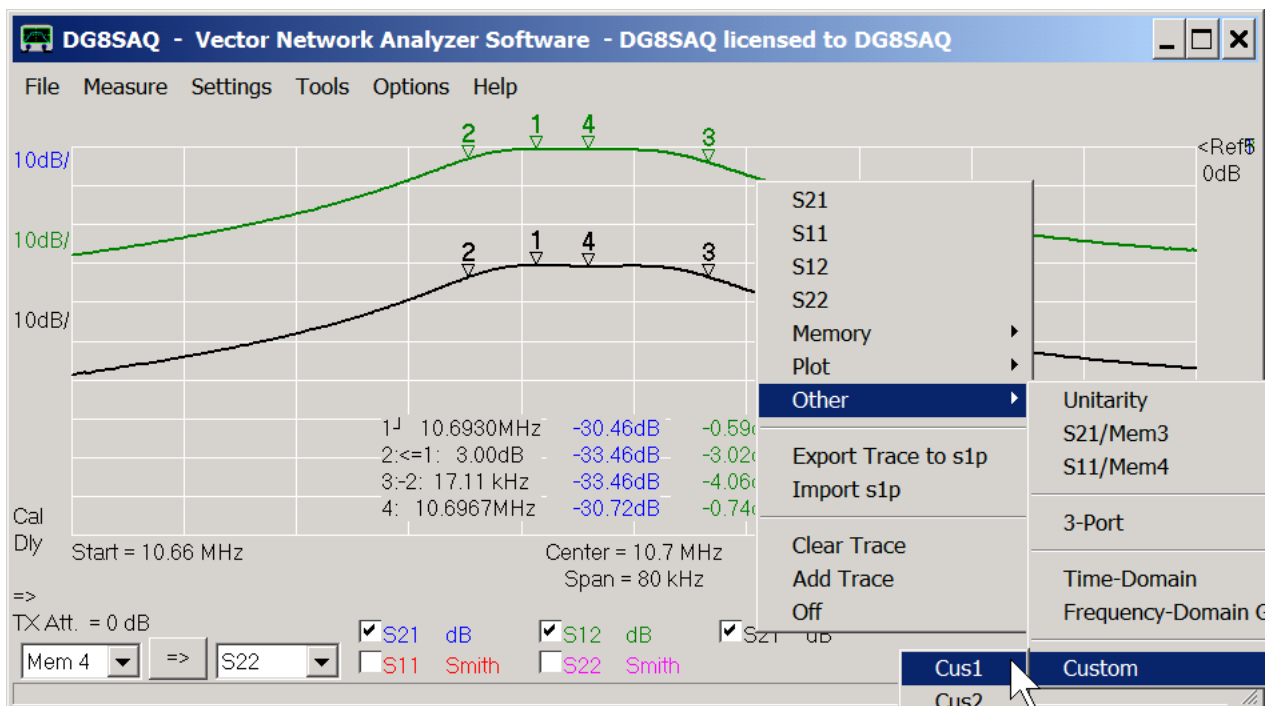 DG8SAQ - Vector Network Analyzer Software - DG8SAQ licensed to DG8SAQ
File Measure Settings Tools Options Help
2 1 4 3
10dB/
<Ref
0dB
10dB/
2 1 4 3
10dB/
S21
S11
S12
S22
Memory
Plot
Other
Export Trace to s1p
Import s1p
Clear Trace
Add Trace
Off
Unitarity
S21/Mem3
S11/Mem4
3-Port
Time-Domain
Frequency-Domain G
Custom
Cus1
Cus2
1┘ 10.6930MHz -30.46dB -0.59
2:<=1: 3.00dB -33.46dB -3.02
3:-2: 17.11 kHz -33.46dB -4.06
4: 10.6967MHz -30.72dB -0.74
Cal
Dly
Start = 10.66 MHz Center = 10.7 MHz
Span = 80 kHz
=>
TX Att. = 0 dB
S21 dB S12 dB S21 dB
Mem 4 => S22 S11 Smith S22 Smith